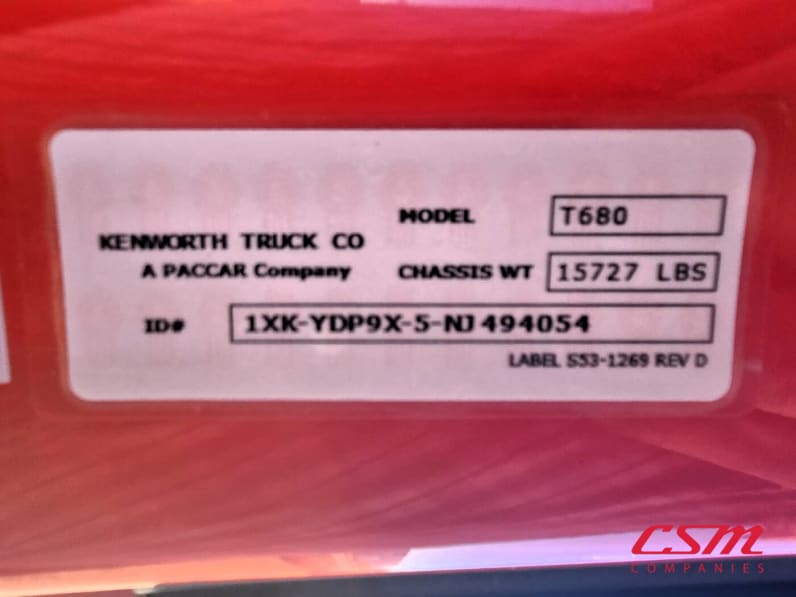 MODEL T680
KENWORTH TRUCK CO
A PACCAR Company CHASSIS WT 15727 LBS
ID# 1XK-YDP9X-5-NJ494054
LABEL S53-1269 REV D
CSM
COMPANIES